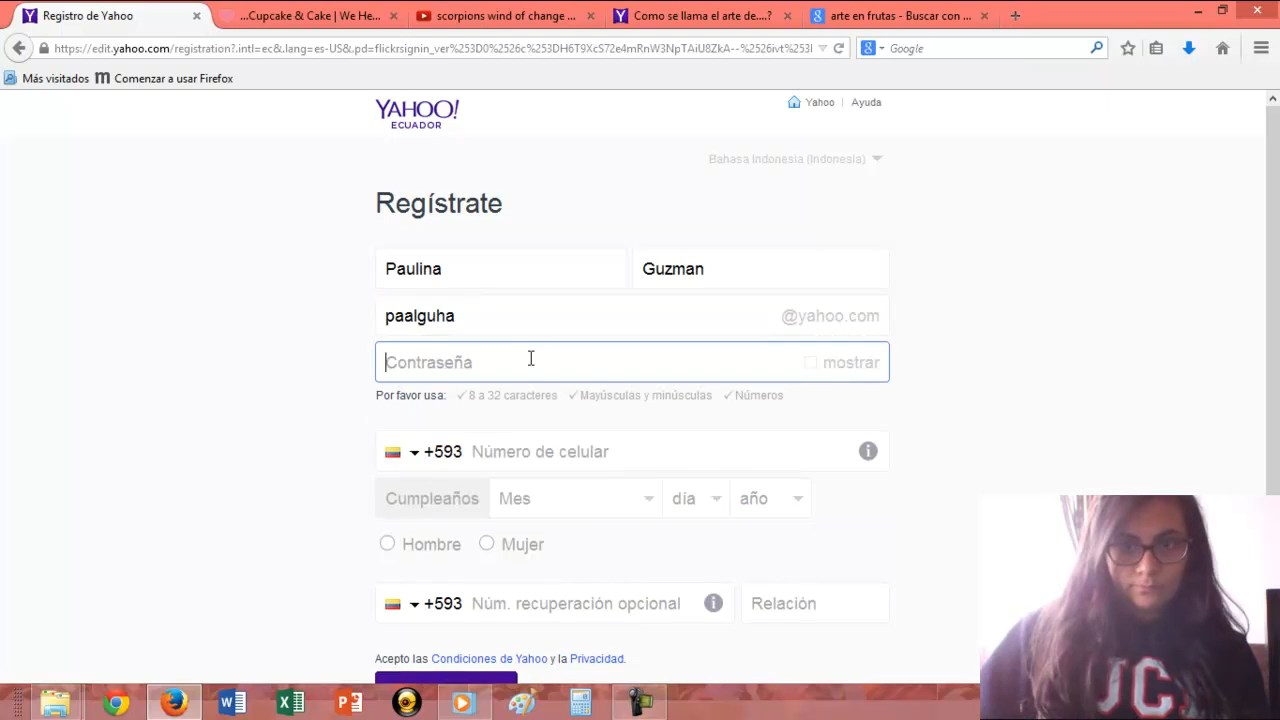 Registro de Yahoo
...Cupcake & Cake | We He...
scorpions wind of change ...
Como se llama el arte de....?
arte en frutas - Buscar con ...
https://edit.yahoo.com/registration?.intl=ec&.lang=es-US&.pd=flickrsignin_ver%253D0%2526c%253DH6T9XcS72e4mRnW3NpTAiU8ZkA--%2526ivt%253I
Google
Más visitados
Comenzar a usar Firefox
YAHOO!
ECUADOR
Yahoo
Ayuda
Bahasa Indonesia (Indonesia)
Regístrate
Paulina
Guzman
paalguha
@yahoo.com
Contraseña
mostrar
Por favor usa: ✓8 a 32 caracteres ✓Mayúsculas y minúsculas ✓Números
+593 Número de celular
Cumpleaños
Mes
día
año
Hombre
Mujer
+593 Núm. recuperación opcional
Relación
Acepto las Condiciones de Yahoo y la Privacidad.
JC